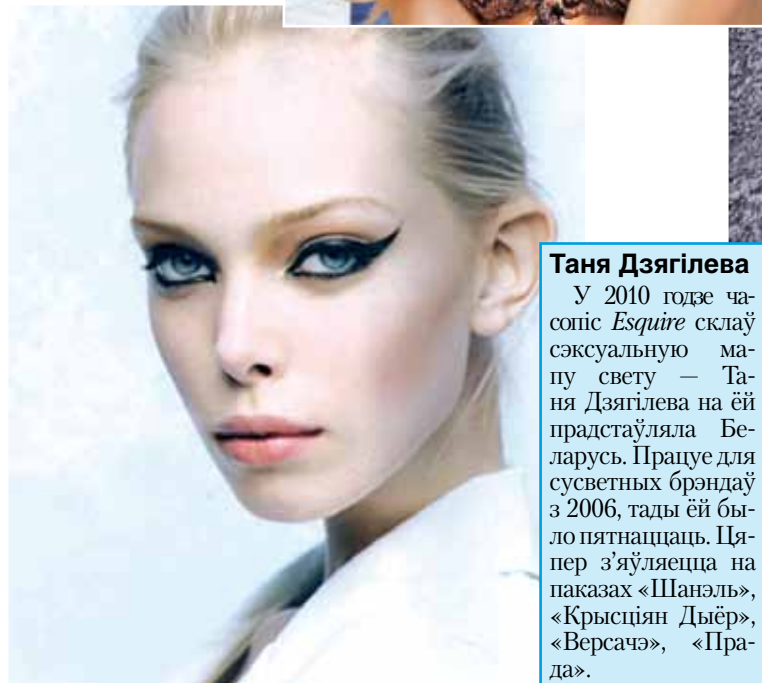 Таня Дзягілева
У 2010 годзе ча-
сопіс Esquire склаў
сэксуальную ма-
пу свету — Та-
ня Дзягілева на ёй
прадстаўляла Бе-
ларусь. Працуе для
сусветных брэндаў
з 2006, тады ёй бы-
ло пятнаццаць. Ця-
пер з'яўляецца на
паказах «Шанэль»,
«Крысціян Дыёр»,
«Версачэ», «Пра-
да».